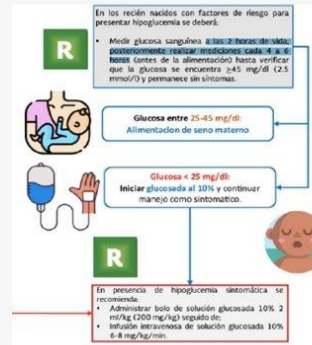 En los recién nacidos con factores de riesgo para
presentar hipoglucemia se deberá:
• Medir glucosa sanguínea a las 2 horas de vida,
posteriormente realizar mediciones cada 4 a 6
horas (antes de la alimentación) hasta verificar
que la glucosa se encuentra ≥45 mg/dl (2.5
mmol/l) y permanece sin síntomas.
R
Glucosa entre 25-45 mg/dl:
Alimentacion de seno materno
Glucosa < 25 mg/dl:
Iniciar glucosada al 10% y continuar
manejo como sintomatico.
R
En presencia de hipoglucemia sintomática se
recomienda:
• Administrar bolo de solución glucosada 10% 2
ml/kg (200 mg/kg) seguido de:
• Infusión intravenosa de solución glucosada 10%
6-8 mg/kg/min.